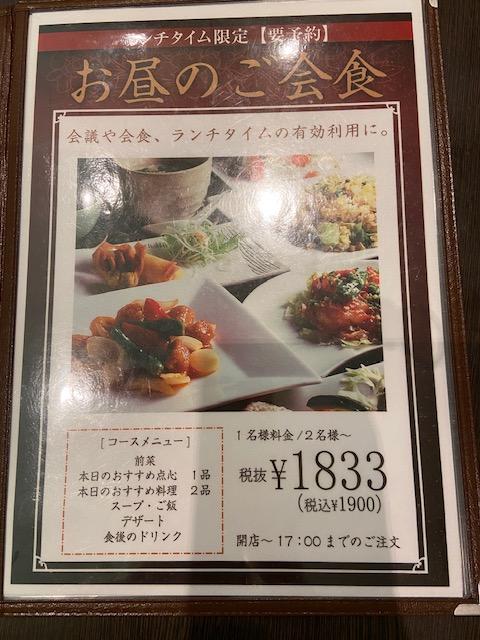 ランチタイム限定【要予約】
お昼のご会食
会議や会食、ランチタイムの有効利用に。
[コースメニュー]
前菜
本日のおすすめ点心 1品
本日のおすすめ料理 2品
スープ・ご飯
デザート
食後のドリンク
1名様料金/2名様〜
税抜¥1833
(税込¥1900)
開店〜17:00までのご注文